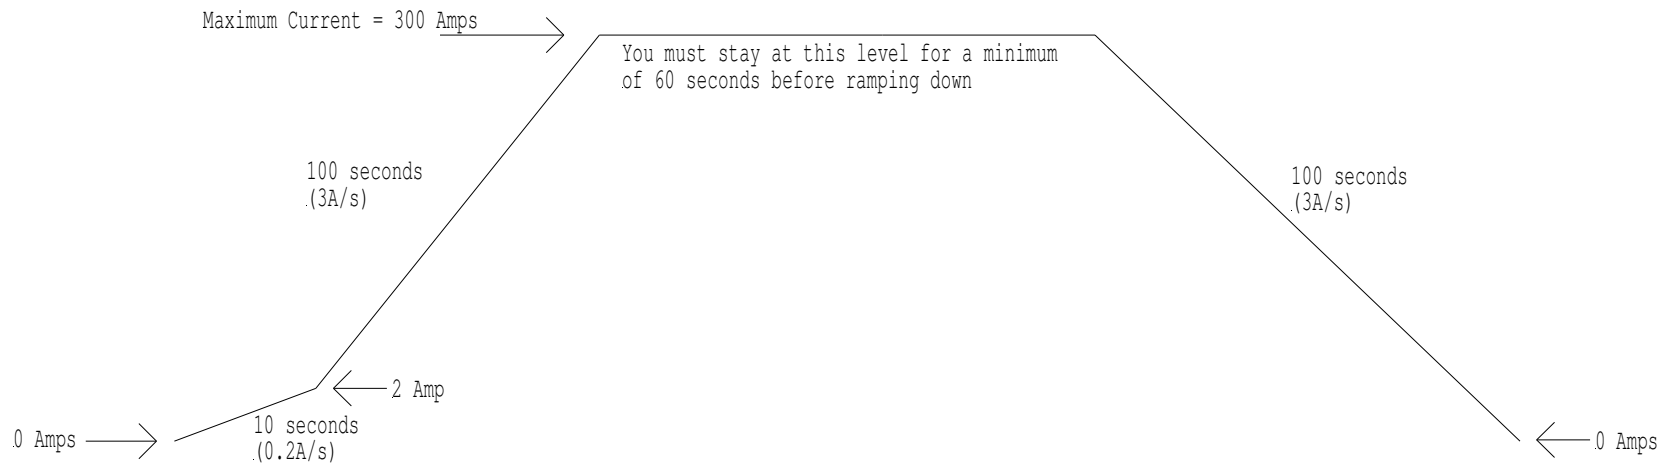 Maximum Current = 300 Amps
You must stay at this level for a minimum
of 60 seconds before ramping down
100 seconds
(3A/s)
100 seconds
(3A/s)
2 Amp
10 seconds
(0.2A/s)
0 Amps
0 Amps